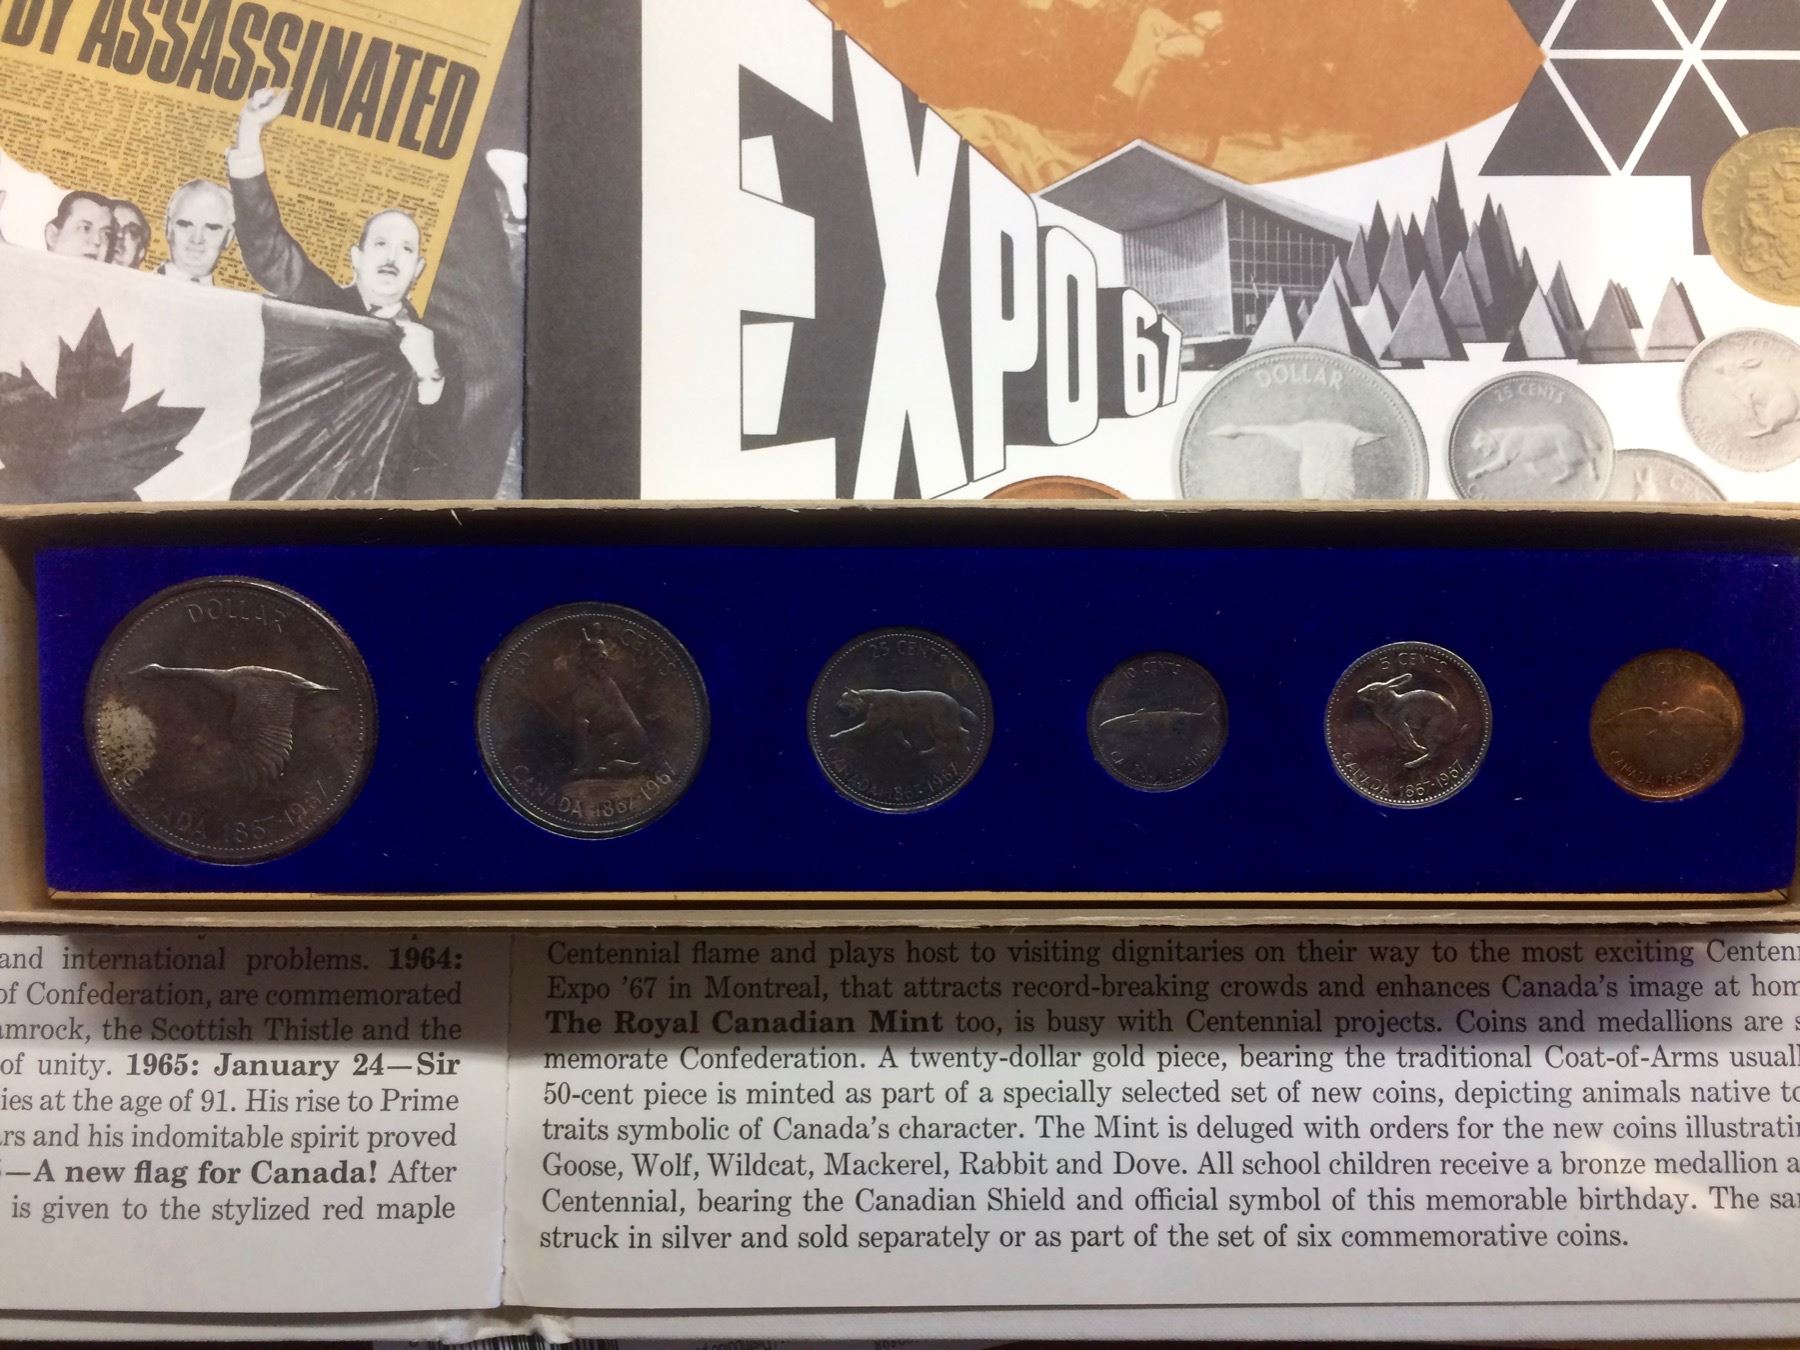 DY ASSASSINATED
EXPO 67
CANADA 19
DOLLAR
25 CENTS
CENTS
DOLLAR
CANADA 1867-1967
50 CENTS
CANADA 1867-1967
25 CENTS
CANADA 1867-1967
10 CENTS
CANADA 1867-1967
5 CENTS
CANADA 1867-1967
CANADA 1867-1967
and international problems. 1964:
of Confederation, are commemorated
amrock, the Scottish Thistle and the
of unity. 1965: January 24—Sir
ies at the age of 91. His rise to Prime
rs and his indomitable spirit proved
—A new flag for Canada! After
is given to the stylized red maple
Centennial flame and plays host to visiting dignitaries on their way to the most exciting Centenn
Expo '67 in Montreal, that attracts record-breaking crowds and enhances Canada's image at hom
The Royal Canadian Mint too, is busy with Centennial projects. Coins and medallions are s
memorate Confederation. A twenty-dollar gold piece, bearing the traditional Coat-of-Arms usuall
50-cent piece is minted as part of a specially selected set of new coins, depicting animals native to
traits symbolic of Canada's character. The Mint is deluged with orders for the new coins illustratin
Goose, Wolf, Wildcat, Mackerel, Rabbit and Dove. All school children receive a bronze medallion a
Centennial, bearing the Canadian Shield and official symbol of this memorable birthday. The sa
struck in silver and sold separately or as part of the set of six commemorative coins.